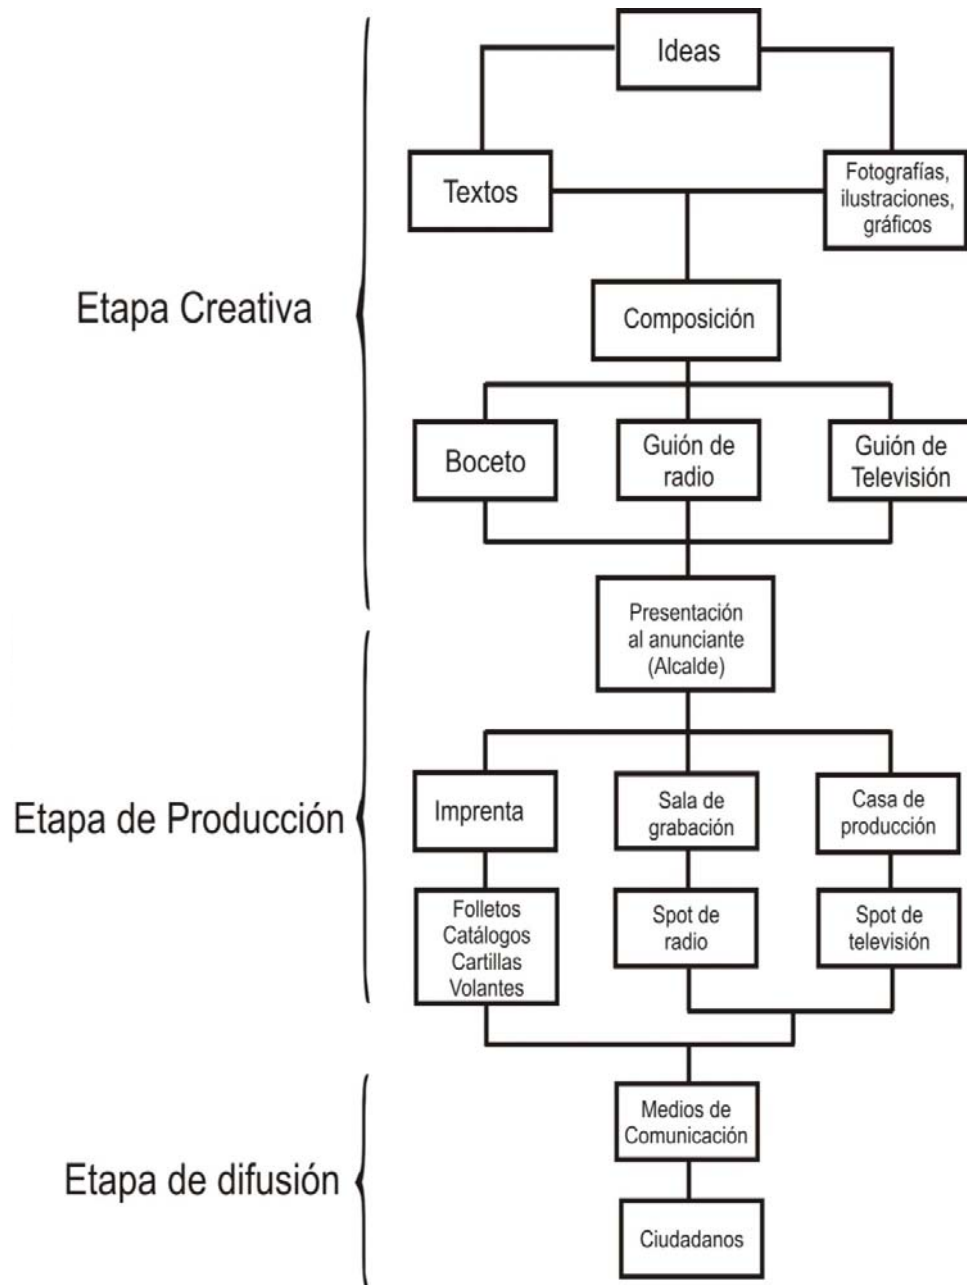 Ideas
Textos
Fotografías,
ilustraciones,
gráficos
Etapa Creativa
Composición
Boceto
Guión de
radio
Guión de
Televisión
Presentación
al anunciante
(Alcalde)
Etapa de Producción
Imprenta
Sala de
grabación
Casa de
producción
Folletos
Catálogos
Cartillas
Volantes
Spot de
radio
Spot de
televisión
Etapa de difusión
Medios de
Comunicación
Ciudadanos